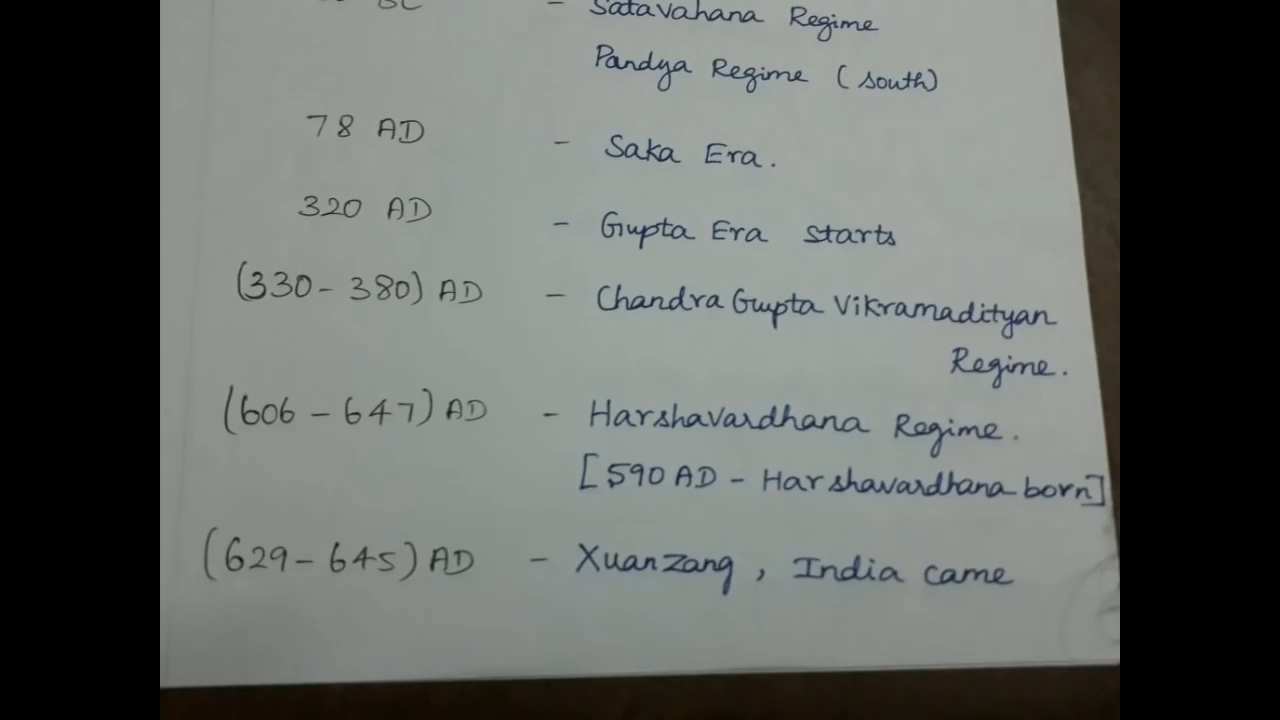 BC - Satavahana Regime
Pandya Regime (south)
78 AD - Saka Era.
320 AD - Gupta Era starts
(330 - 380) AD - Chandra Gupta Vikramadityan
Regime.
(606 - 647) AD - Harshavardhana Regime.
[590 AD - Harshavardhana born]
(629 - 645) AD - Xuanzang, India came